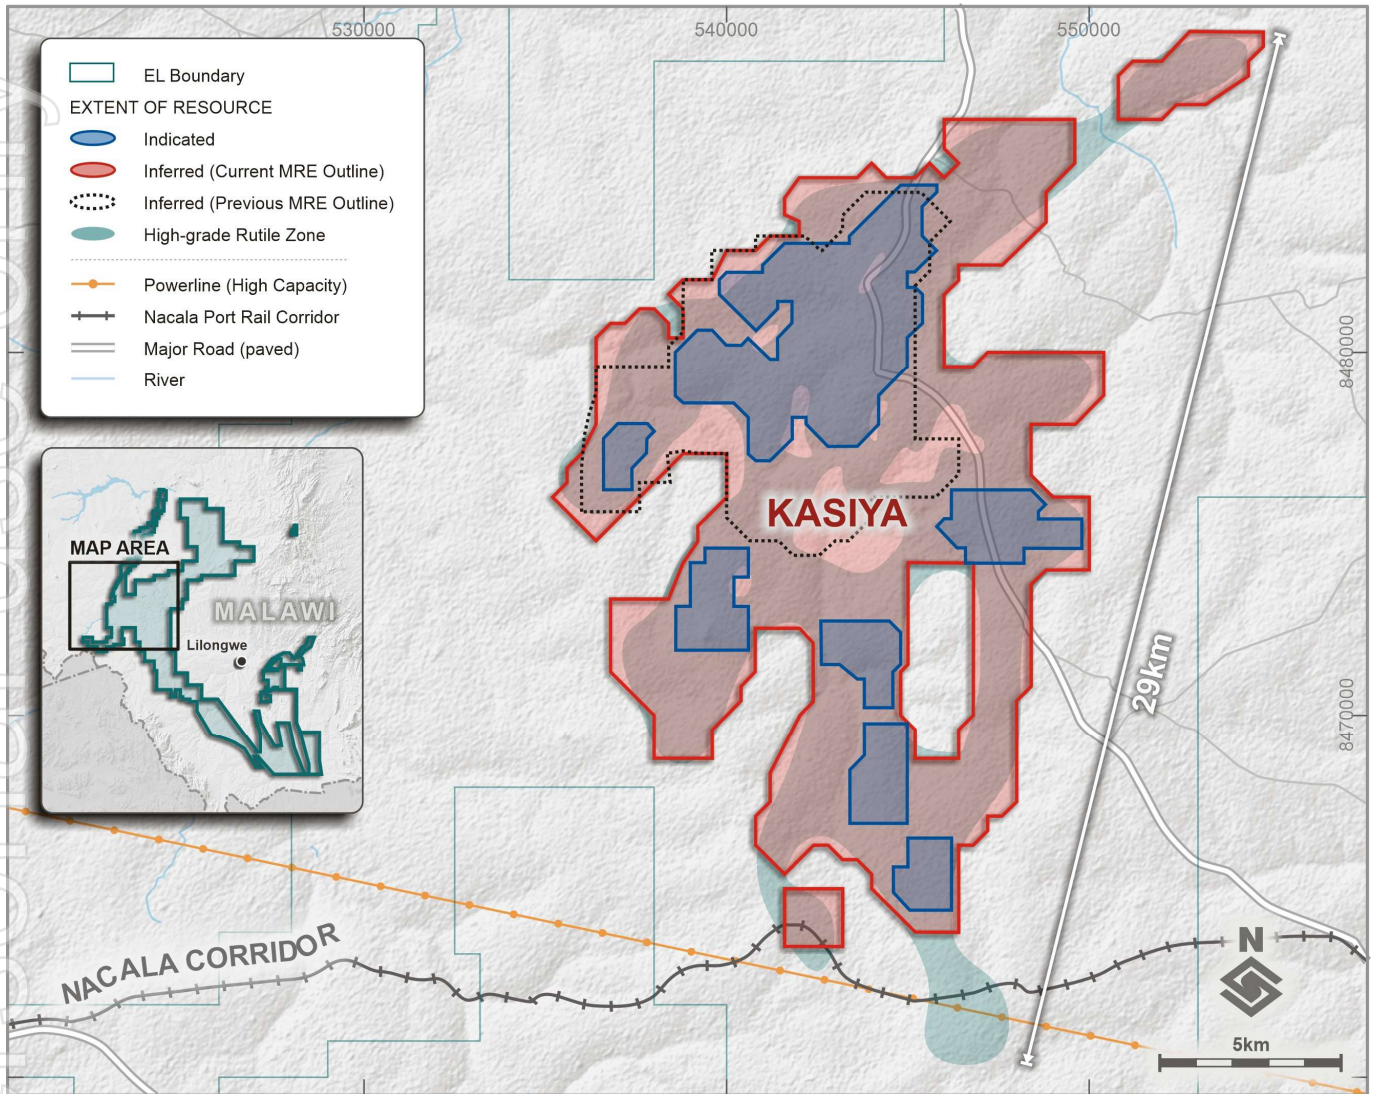 530000
540000
550000
EL Boundary
EXTENT OF RESOURCE
Indicated
Inferred (Current MRE Outline)
Inferred (Previous MRE Outline)
High-grade Rutile Zone
Powerline (High Capacity)
Nacala Port Rail Corridor
Major Road (paved)
River
8480000
MAP AREA
MALAWI
Lilongwe
KASIYA
29km
8470000
NACALA CORRIDOR
N
5km